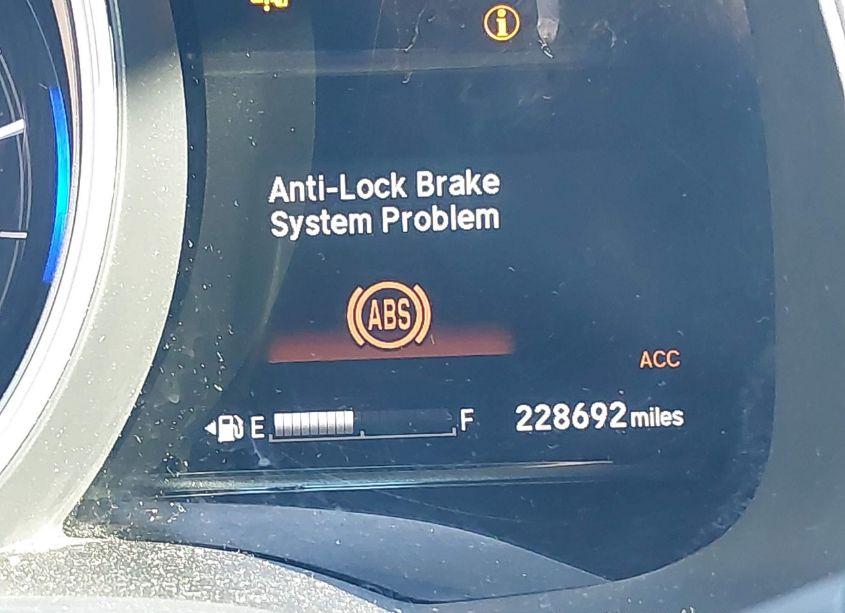 i
Anti-Lock Brake
System Problem
ABS
ACC
E F 228692 miles